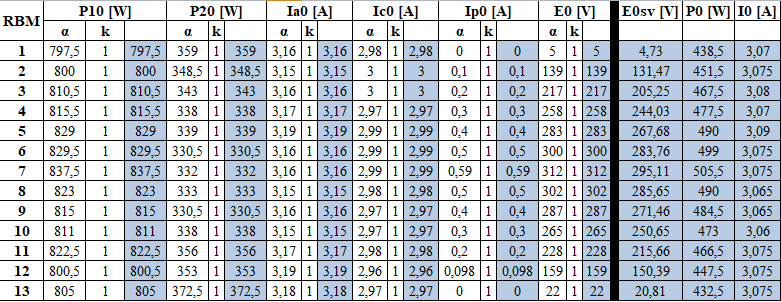 RBM P10 [W] P20 [W] Ia0 [A] Ic0 [A] Ip0 [A] E0 [V] E0sv [V] P0 [W] I0 [A]
α k α k α k α k α k α k
1 797,5 1 797,5 359 1 359 3,16 1 3,16 2,98 1 2,98 0 1 0 5 1 5 4,73 438,5 3,07
2 800 1 800 348,5 1 348,5 3,15 1 3,15 3 1 3 0,1 1 0,1 139 1 139 131,47 451,5 3,075
3 810,5 1 810,5 343 1 343 3,16 1 3,16 3 1 3 0,2 1 0,2 217 1 217 205,25 467,5 3,08
4 815,5 1 815,5 338 1 338 3,17 1 3,17 2,97 1 2,97 0,3 1 0,3 258 1 258 244,03 477,5 3,07
5 829 1 829 339 1 339 3,19 1 3,19 2,99 1 2,99 0,4 1 0,4 283 1 283 267,68 490 3,09
6 829,5 1 829,5 330,5 1 330,5 3,16 1 3,16 2,99 1 2,99 0,5 1 0,5 300 1 300 283,76 499 3,075
7 837,5 1 837,5 332 1 332 3,16 1 3,16 2,99 1 2,99 0,59 1 0,59 312 1 312 295,11 505,5 3,075
8 823 1 823 333 1 333 3,15 1 3,15 2,98 1 2,98 0,5 1 0,5 302 1 302 285,65 490 3,065
9 815 1 815 330,5 1 330,5 3,16 1 3,16 2,97 1 2,97 0,4 1 0,4 287 1 287 271,46 484,5 3,065
10 811 1 811 338 1 338 3,15 1 3,15 2,97 1 2,97 0,3 1 0,3 265 1 265 250,65 473 3,06
11 822,5 1 822,5 356 1 356 3,17 1 3,17 2,98 1 2,98 0,2 1 0,2 228 1 228 215,66 466,5 3,075
12 800,5 1 800,5 353 1 353 3,19 1 3,19 2,96 1 2,96 0,098 1 0,098 159 1 159 150,39 447,5 3,075
13 805 1 805 372,5 1 372,5 3,18 1 3,18 2,97 1 2,97 0 1 0 22 1 22 20,81 432,5 3,075